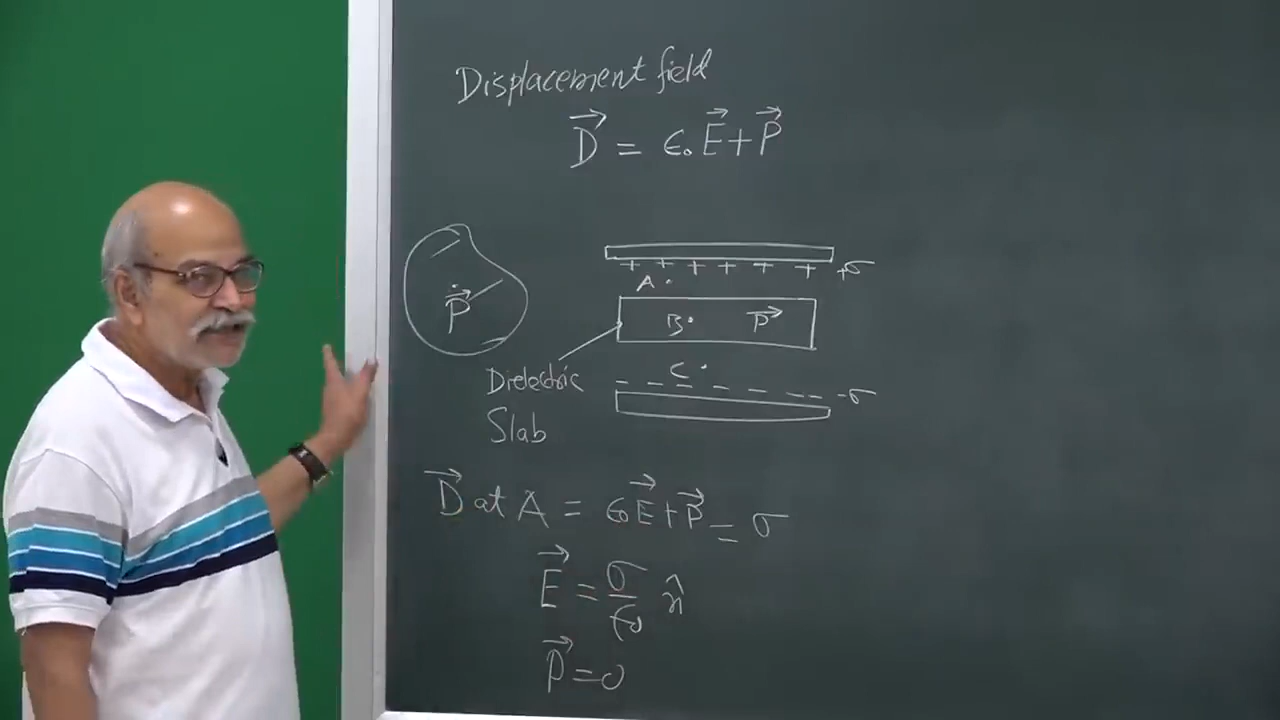 Displacement field
D⃗ = ϵ₀E⃗+P⃗
+ + + + + + +σ
A.
P⃗
B. P⃗
C.
Dielectric
Slab
- - - - - - - -σ
D⃗ at A = ϵ₀E⃗+P⃗ = σ
E⃗ = σ/ϵ₀ n̂
P⃗ = 0